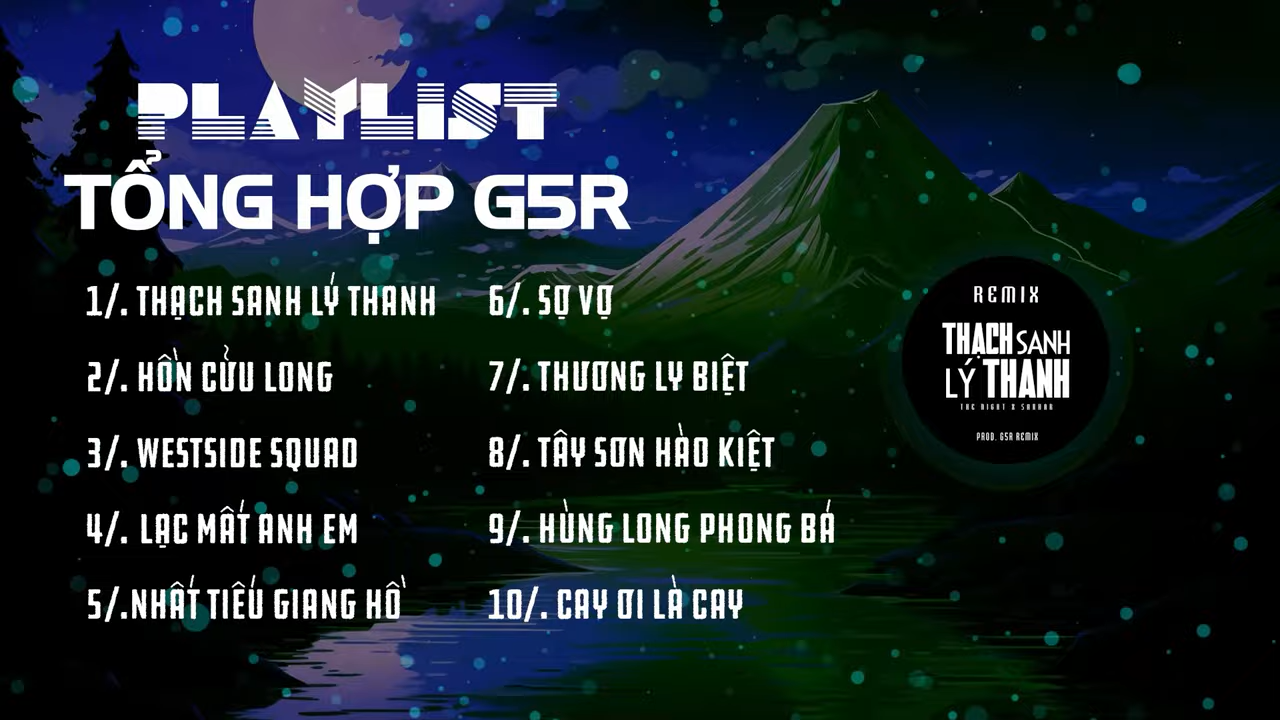 PLAYLIST
TỔNG HỢP G5R
1/. THẠCH SANH LÝ THANH
2/. HỒN CỬU LONG
3/. WESTSIDE SQUAD
4/. LẠC MẤT ANH EM
5/.NHẤT TIẾU GIANG HỒ
6/. SỢ VỢ
7/. THƯƠNG LY BIỆT
8/. TÂY SƠN HÀO KIỆT
9/. HÙNG LONG PHONG BÁ
10/. CAY ƠI LÀ CAY
REMIX
THẠCH SANH
LÝ THANH
THE NIGHT X
PROD. G5R REMIX